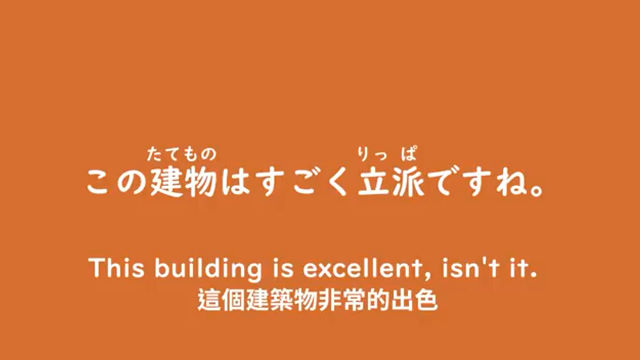 たてもの りっぱ
この建物はすごく立派ですね。
This building is excellent, isn't it.
這個建築物非常的出色